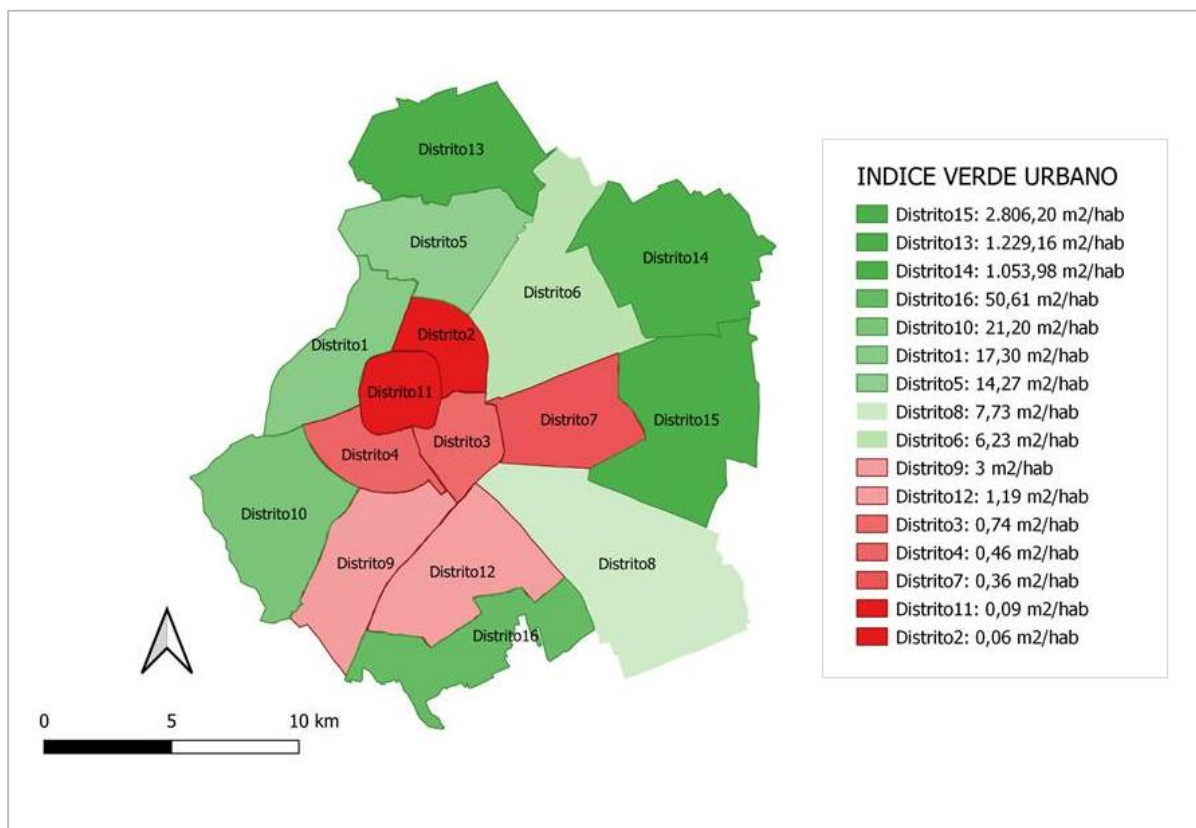 Distrito13
Distrito5
Distrito14
Distrito6
Distrito2
Distrito1
Distrito11
Distrito7
Distrito15
Distrito3
Distrito4
Distrito10
Distrito9
Distrito12
Distrito8
Distrito16
0 5 10 km
INDICE VERDE URBANO
Distrito15: 2.806,20 m2/hab
Distrito13: 1.229,16 m2/hab
Distrito14: 1.053,98 m2/hab
Distrito16: 50,61 m2/hab
Distrito10: 21,20 m2/hab
Distrito1: 17,30 m2/hab
Distrito5: 14,27 m2/hab
Distrito8: 7,73 m2/hab
Distrito6: 6,23 m2/hab
Distrito9: 3 m2/hab
Distrito12: 1,19 m2/hab
Distrito3: 0,74 m2/hab
Distrito4: 0,46 m2/hab
Distrito7: 0,36 m2/hab
Distrito11: 0,09 m2/hab
Distrito2: 0,06 m2/hab